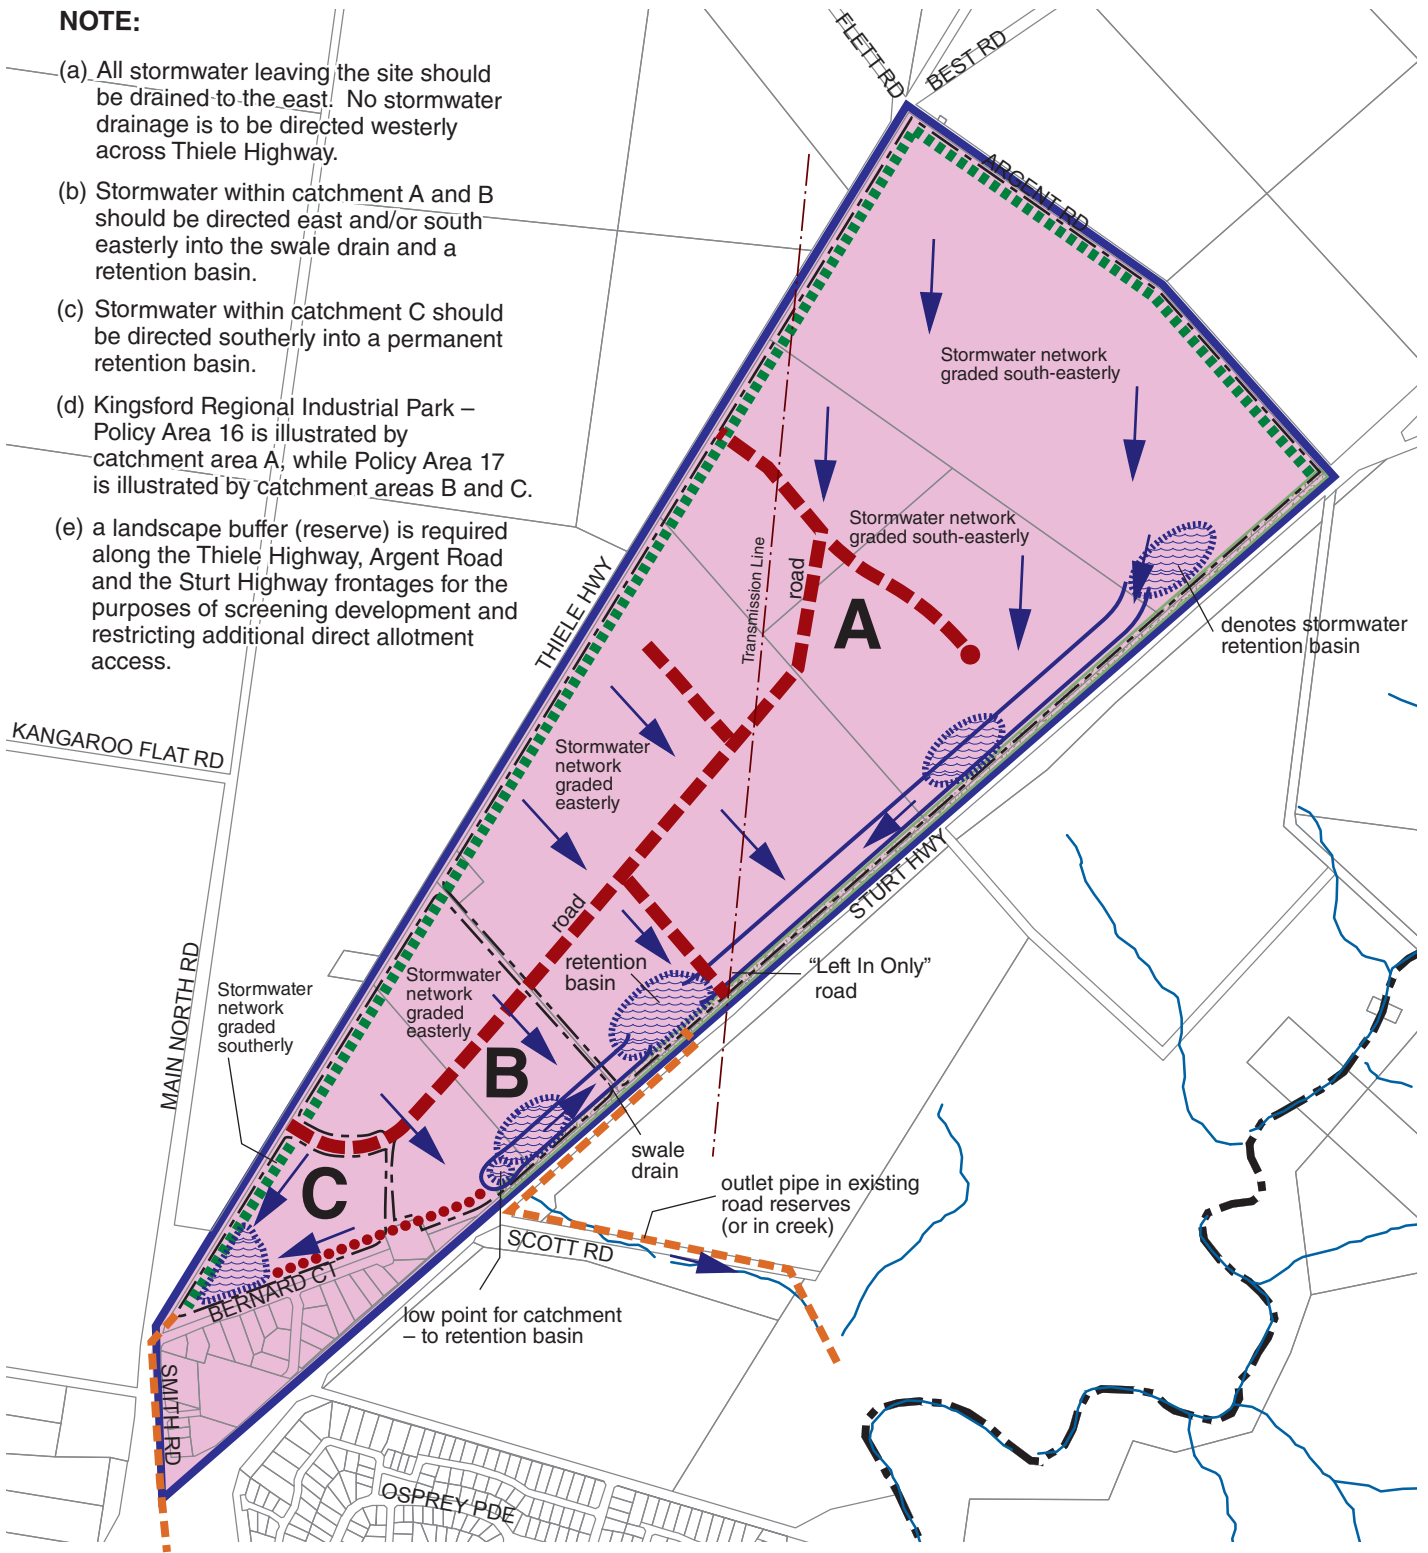 NOTE:
(a) All stormwater leaving the site should
be drained to the east. No stormwater
drainage is to be directed westerly
across Thiele Highway.
(b) Stormwater within catchment A and B
should be directed east and/or south
easterly into the swale drain and a
retention basin.
(c) Stormwater within catchment C should
be directed southerly into a permanent
retention basin.
(d) Kingsford Regional Industrial Park –
Policy Area 16 is illustrated by
catchment area A, while Policy Area 17
is illustrated by catchment areas B and C.
(e) a landscape buffer (reserve) is required
along the Thiele Highway, Argent Road
and the Sturt Highway frontages for the
purposes of screening development and
restricting additional direct allotment
access.
FLETT RD
BEST RD
ARGENT RD
Stormwater network
graded south-easterly
Stormwater network
graded south-easterly
THIELE HWY
Transmission Line
road
A
denotes stormwater
retention basin
KANGAROO FLAT RD
Stormwater
network
graded
easterly
STURT HWY
road
MAIN NORTH RD
Stormwater
network
graded
southerly
Stormwater
network
graded
easterly
retention
basin
“Left In Only”
road
B
C
swale
drain
outlet pipe in existing
road reserves
(or in creek)
SCOTT RD
BERNARD CT
low point for catchment
– to retention basin
SMITH RD
OSPREY PDE